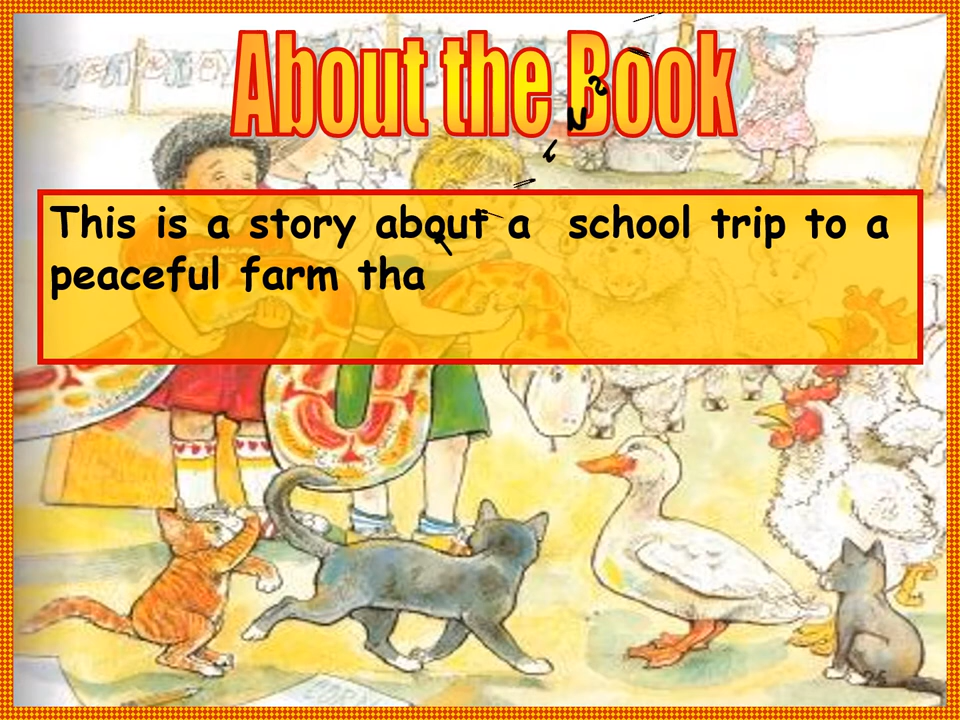 About the Book
This is a story about a school trip to a
peaceful farm tha